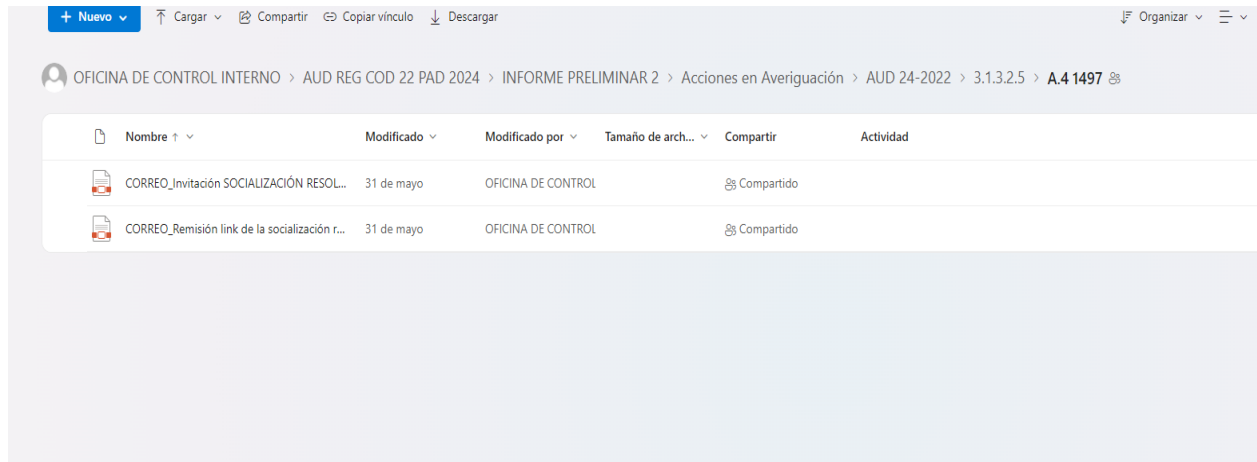 + Nuevo Cargar Compartir Copiar vínculo Descargar Organizar
OFICINA DE CONTROL INTERNO > AUD REG COD 22 PAD 2024 > INFORME PRELIMINAR 2 > Acciones en Averiguación > AUD 24-2022 > 3.1.3.2.5 > A.4 1497
Nombre ↑ Modificado Modificado por Tamaño de arch... Compartir Actividad
CORREO_Invitación SOCIALIZACIÓN RESOL... 31 de mayo OFICINA DE CONTROL Compartido
CORREO_Remisión link de la socialización r... 31 de mayo OFICINA DE CONTROL Compartido